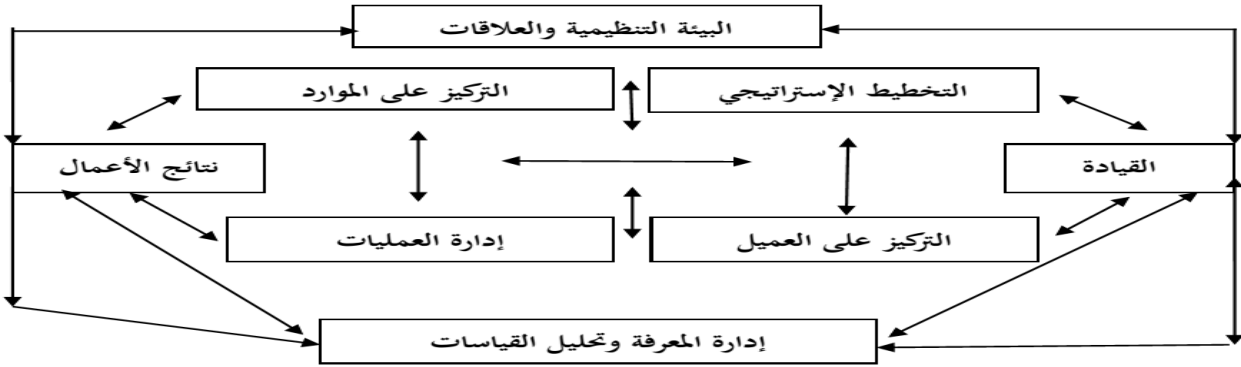 البيئة التنظيمية والعلاقات
التخطيط الإستراتيجي
التركيز على الموارد
القيادة
نتائج الأعمال
التركيز على العميل
إدارة العمليات
إدارة المعرفة وتحليل القياسات